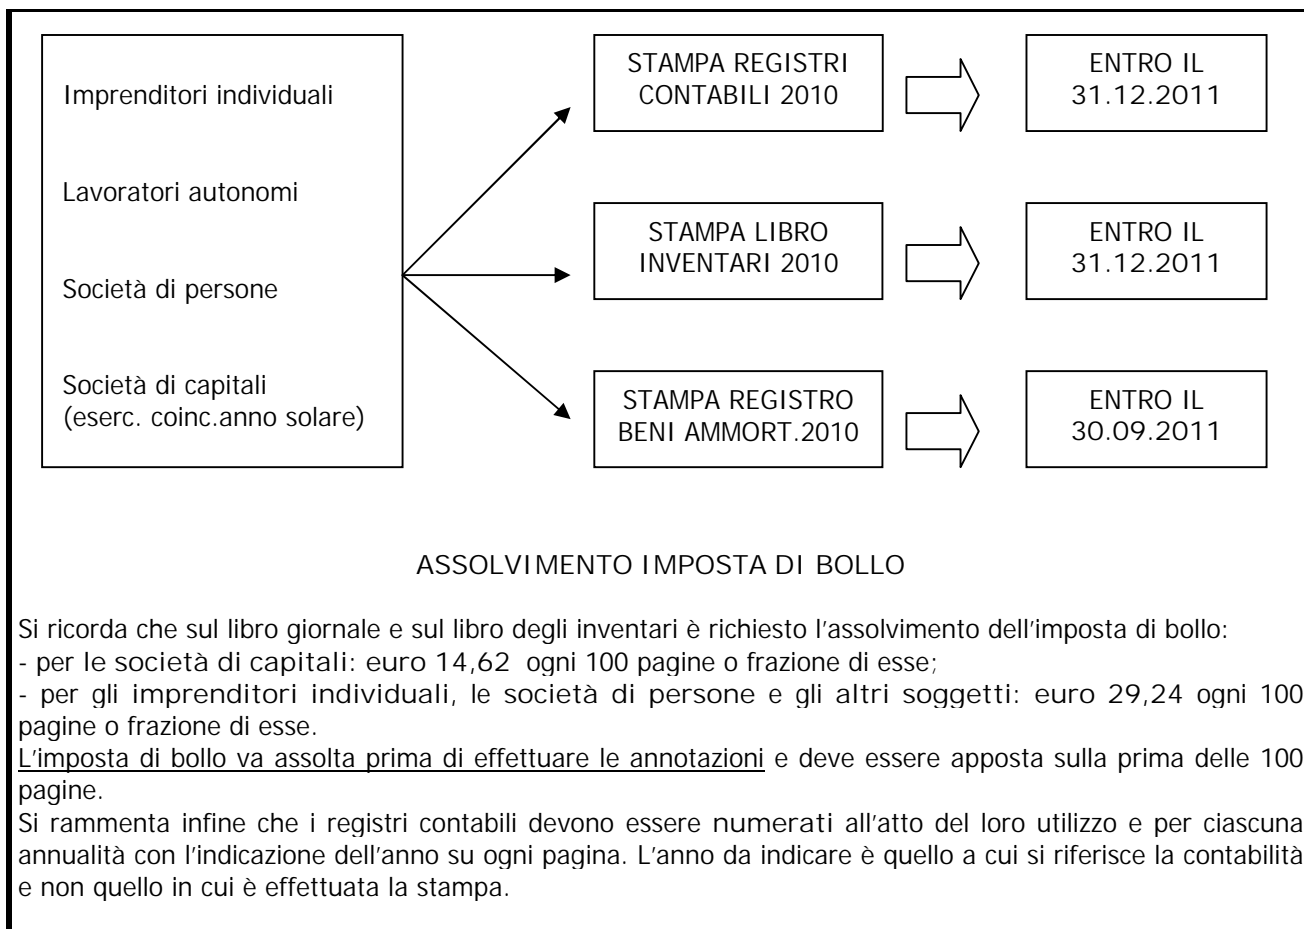 Imprenditori individuali
Lavoratori autonomi
Società di persone
Società di capitali
(eserc. coinc.anno solare)
STAMPA REGISTRI
CONTABILI 2010
ENTRO IL
31.12.2011
STAMPA LIBRO
INVENTARI 2010
ENTRO IL
31.12.2011
STAMPA REGISTRO
BENI AMMORT.2010
ENTRO IL
30.09.2011
ASSOLVIMENTO IMPOSTA DI BOLLO
Si ricorda che sul libro giornale e sul libro degli inventari è richiesto l'assolvimento dell'imposta di bollo:
- per le società di capitali: euro 14,62 ogni 100 pagine o frazione di esse;
- per gli imprenditori individuali, le società di persone e gli altri soggetti: euro 29,24 ogni 100
pagine o frazione di esse.
L'imposta di bollo va assolta prima di effettuare le annotazioni e deve essere apposta sulla prima delle 100
pagine.
Si rammenta infine che i registri contabili devono essere numerati all'atto del loro utilizzo e per ciascuna
annualità con l'indicazione dell'anno su ogni pagina. L'anno da indicare è quello a cui si riferisce la contabilità
e non quello in cui è effettuata la stampa.